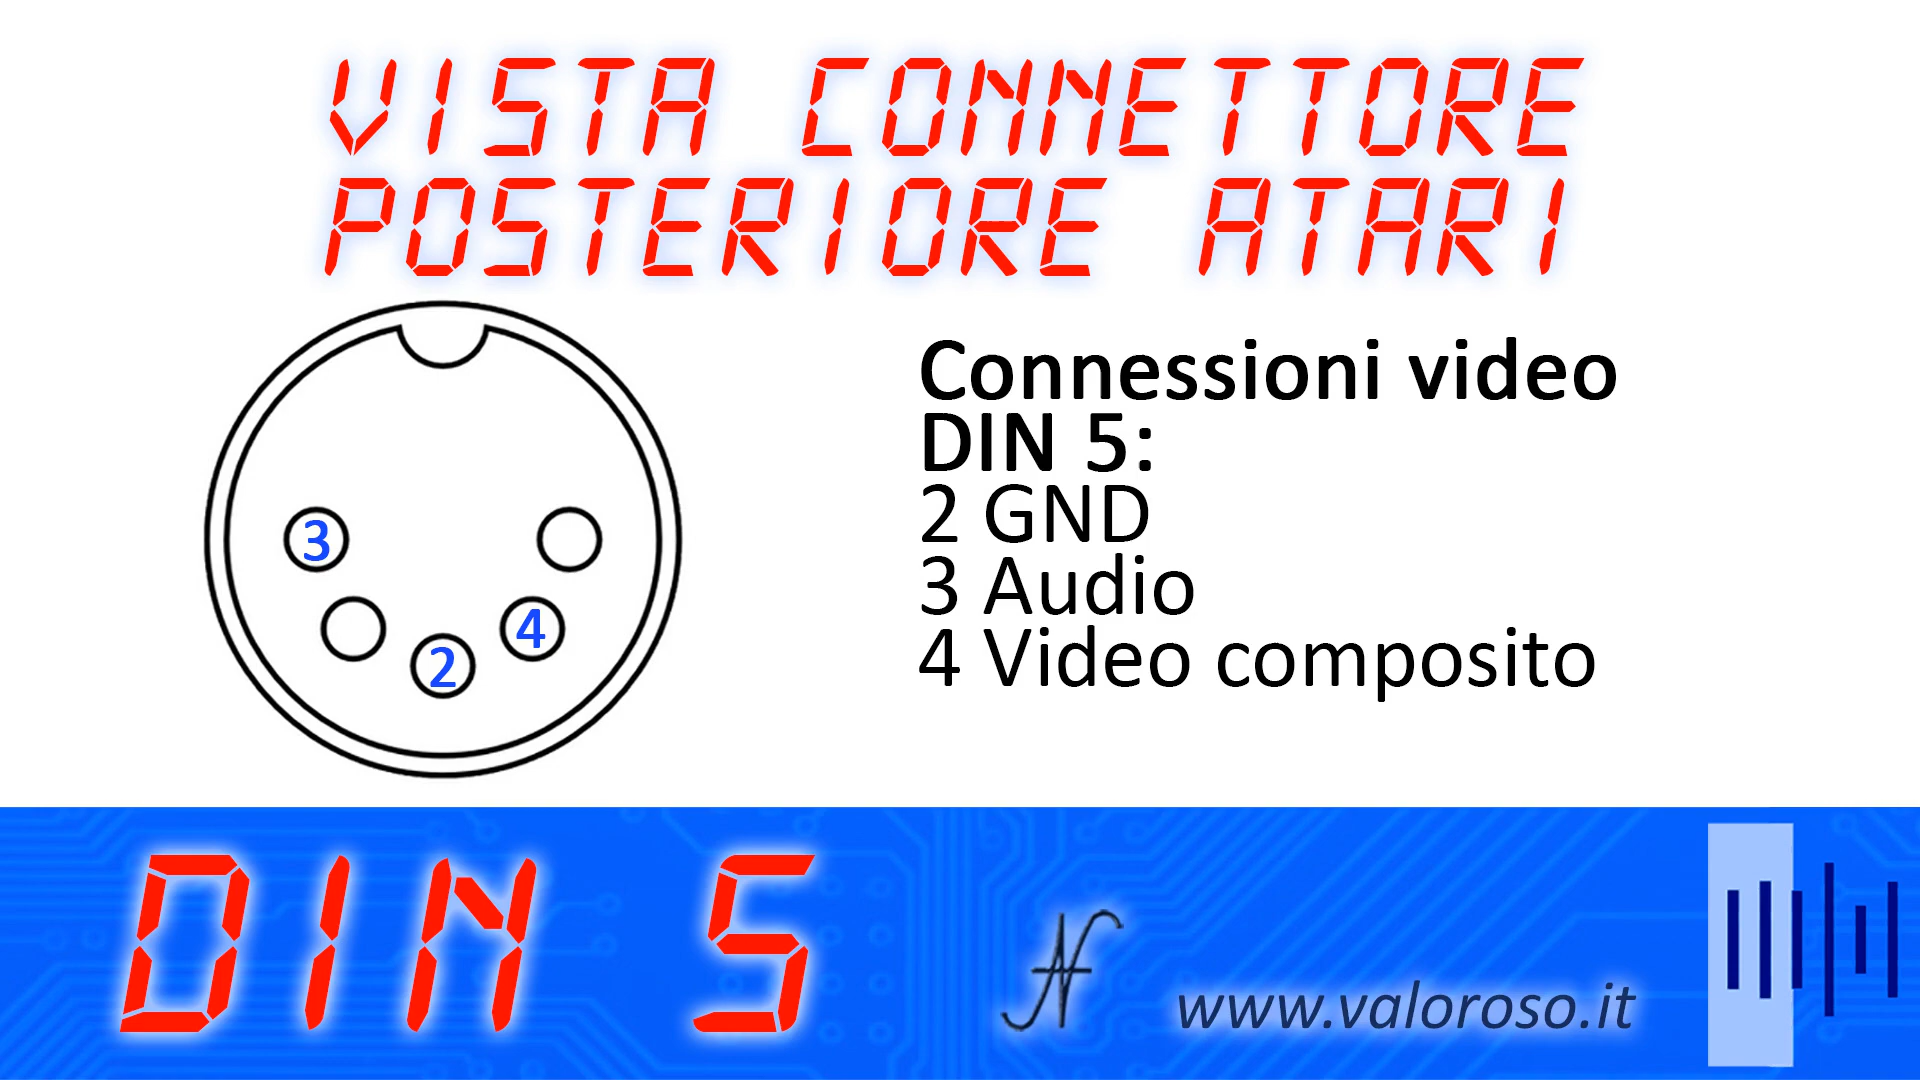 VISTA CONNETTORE
POSTERIORE ATARI
Connessioni video
DIN 5:
2 GND
3 Audio
4 Video composito
3
4
2
DIN 5
www.valoroso.it